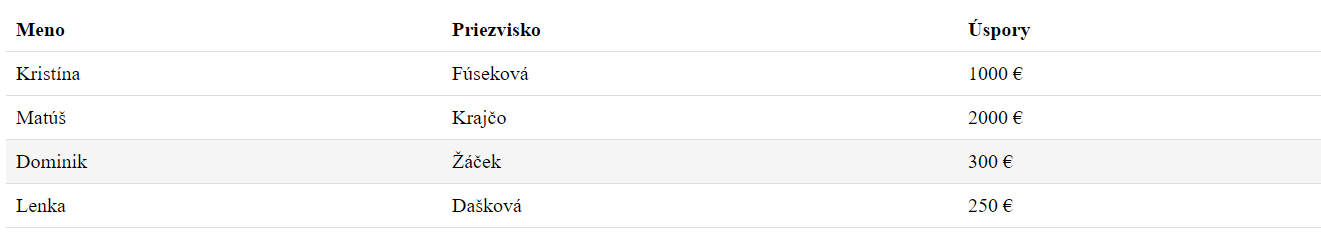 Meno Priezvisko Úspory
Kristína Fúseková 1000 €
Matúš Krajčo 2000 €
Dominik Žáček 300 €
Lenka Dašková 250 €